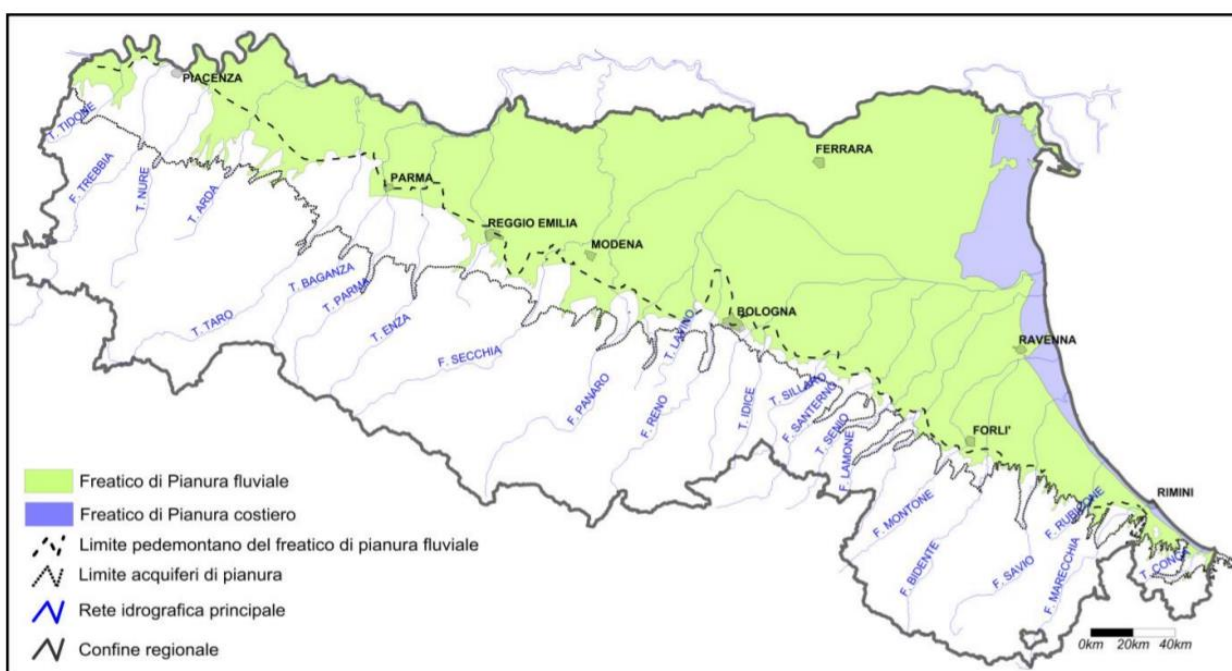 PIACENZA
T. TIDONE
F. TREBBIA
T. NURE
T. ARDA
PARMA
REGGIO EMILIA
MODENA
FERRARA
BOLOGNA
RAVENNA
FORLI'
RIMINI
T. TARO
T. BAGANZA
T. PARMA
T. ENZA
F. SECCHIA
F. PANARO
F. RENO
T. LAVINO
T. IDICE
T. SILLARO
F. SANTERNO
T. SENIO
F. LAMONE
F. MONTONE
F. BIDENTE
F. SAVIO
F. RUBICONE
F. MARECCHIA
T. CONCA
Freatico di Pianura fluviale
Freatico di Pianura costiero
Limite pedemontano del freatico di pianura fluviale
Limite acquiferi di pianura
Rete idrografica principale
Confine regionale
0km 20km 40km